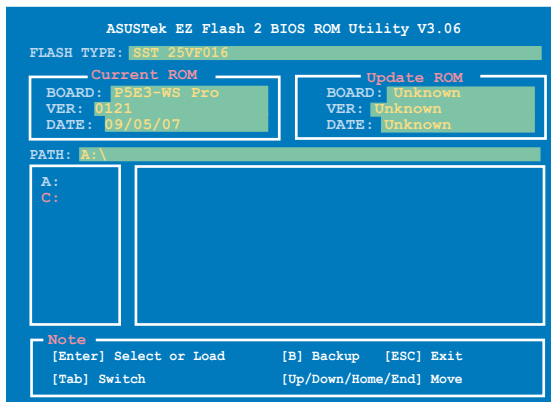 ASUSTek EZ Flash 2 BIOS ROM Utility V3.06
FLASH TYPE: SST 25VF016
Current ROM
BOARD: P5E3-WS Pro
VER: 0121
DATE: 09/05/07
Update ROM
BOARD: Unknown
VER: Unknown
DATE: Unknown
PATH: A:\
A:
C:
Note
[Enter] Select or Load [B] Backup [ESC] Exit
[Tab] Switch [Up/Down/Home/End] Move